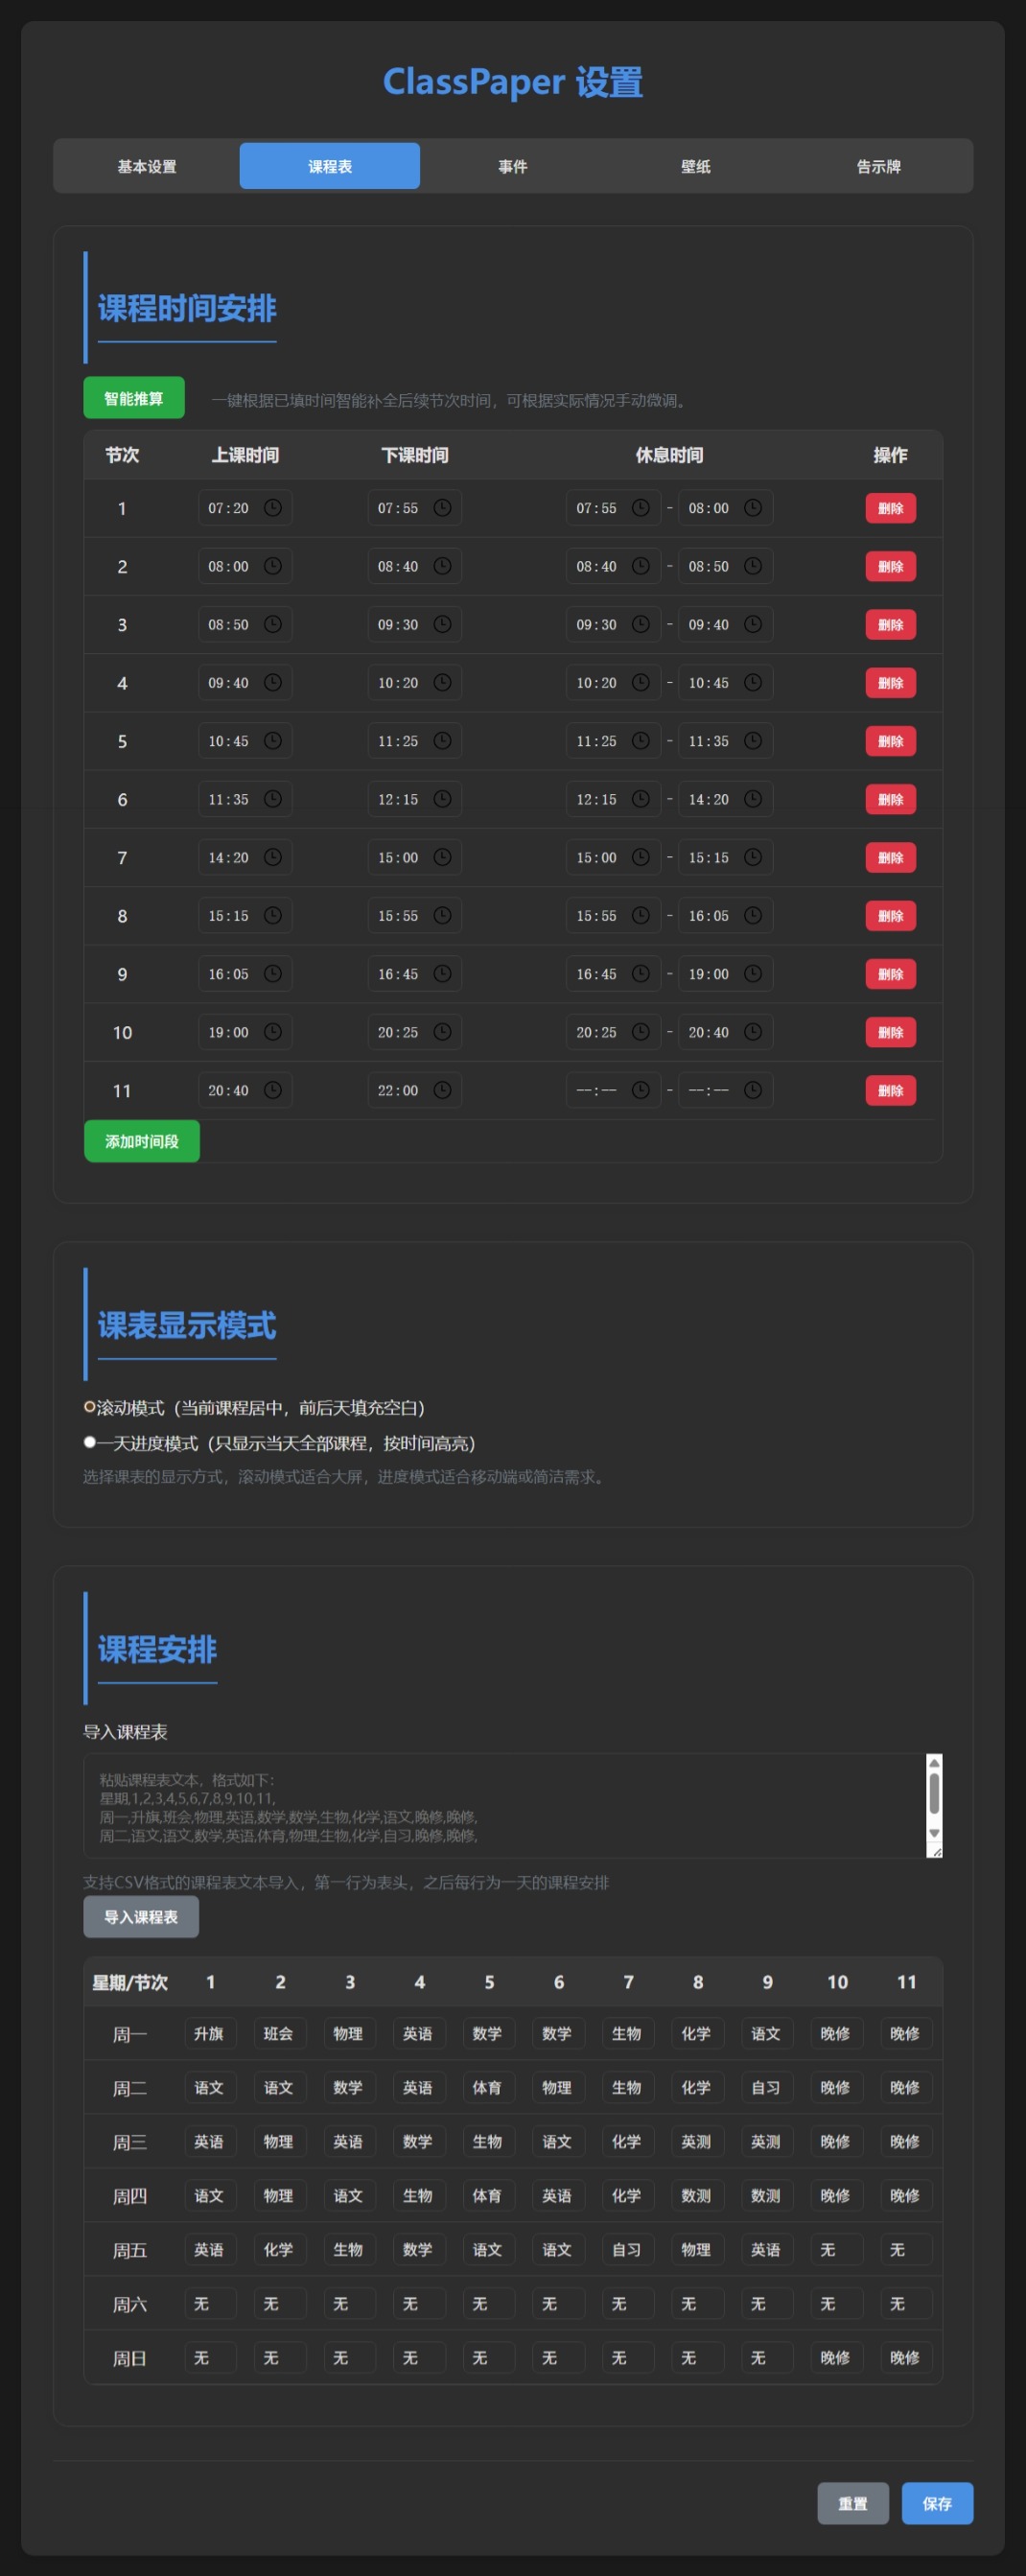 ClassPaper 设置
基本设置 课程表 事件 壁纸 告示牌
课程时间安排
智能推算 一键根据已填时间智能补全后续节次时间，可根据实际情况手动微调。
节次 上课时间 下课时间 休息时间 操作
1 07:20 07:55 07:55 - 08:00 删除
2 08:00 08:40 08:40 - 08:50 删除
3 08:50 09:30 09:30 - 09:40 删除
4 09:40 10:20 10:20 - 10:45 删除
5 10:45 11:25 11:25 - 11:35 删除
6 11:35 12:15 12:15 - 14:20 删除
7 14:20 15:00 15:00 - 15:15 删除
8 15:15 15:55 15:55 - 16:05 删除
9 16:05 16:45 16:45 - 19:00 删除
10 19:00 20:25 20:25 - 20:40 删除
11 20:40 22:00 --:-- - --:-- 删除
添加时间段
课表显示模式
滚动模式（当前课程居中，前后天填充空白）
一天进度模式（只显示当天全部课程，按时间高亮）
选择课表的显示方式，滚动模式适合大屏，进度模式适合移动端或简洁需求。
课程安排
导入课程表
粘贴课程表文本，格式如下：
星期,1,2,3,4,5,6,7,8,9,10,11,
周一,升旗,班会,物理,英语,数学,数学,生物,化学,语文,晚修,晚修,
周二,语文,语文,数学,英语,体育,物理,生物,化学,自习,晚修,晚修,
支持CSV格式的课程表文本导入，第一行为表头，之后每行为一天的课程安排
导入课程表
星期/节次 1 2 3 4 5 6 7 8 9 10 11
周一 升旗 班会 物理 英语 数学 数学 生物 化学 语文 晚修 晚修
周二 语文 语文 数学 英语 体育 物理 生物 化学 自习 晚修 晚修
周三 英语 物理 英语 数学 生物 语文 化学 英测 英测 晚修 晚修
周四 语文 物理 语文 生物 体育 英语 化学 数测 数测 晚修 晚修
周五 英语 化学 生物 数学 语文 语文 自习 物理 英语 无 无
周六 无 无 无 无 无 无 无 无 无 无 无
周日 无 无 无 无 无 无 无 无 无 晚修 晚修
重置 保存